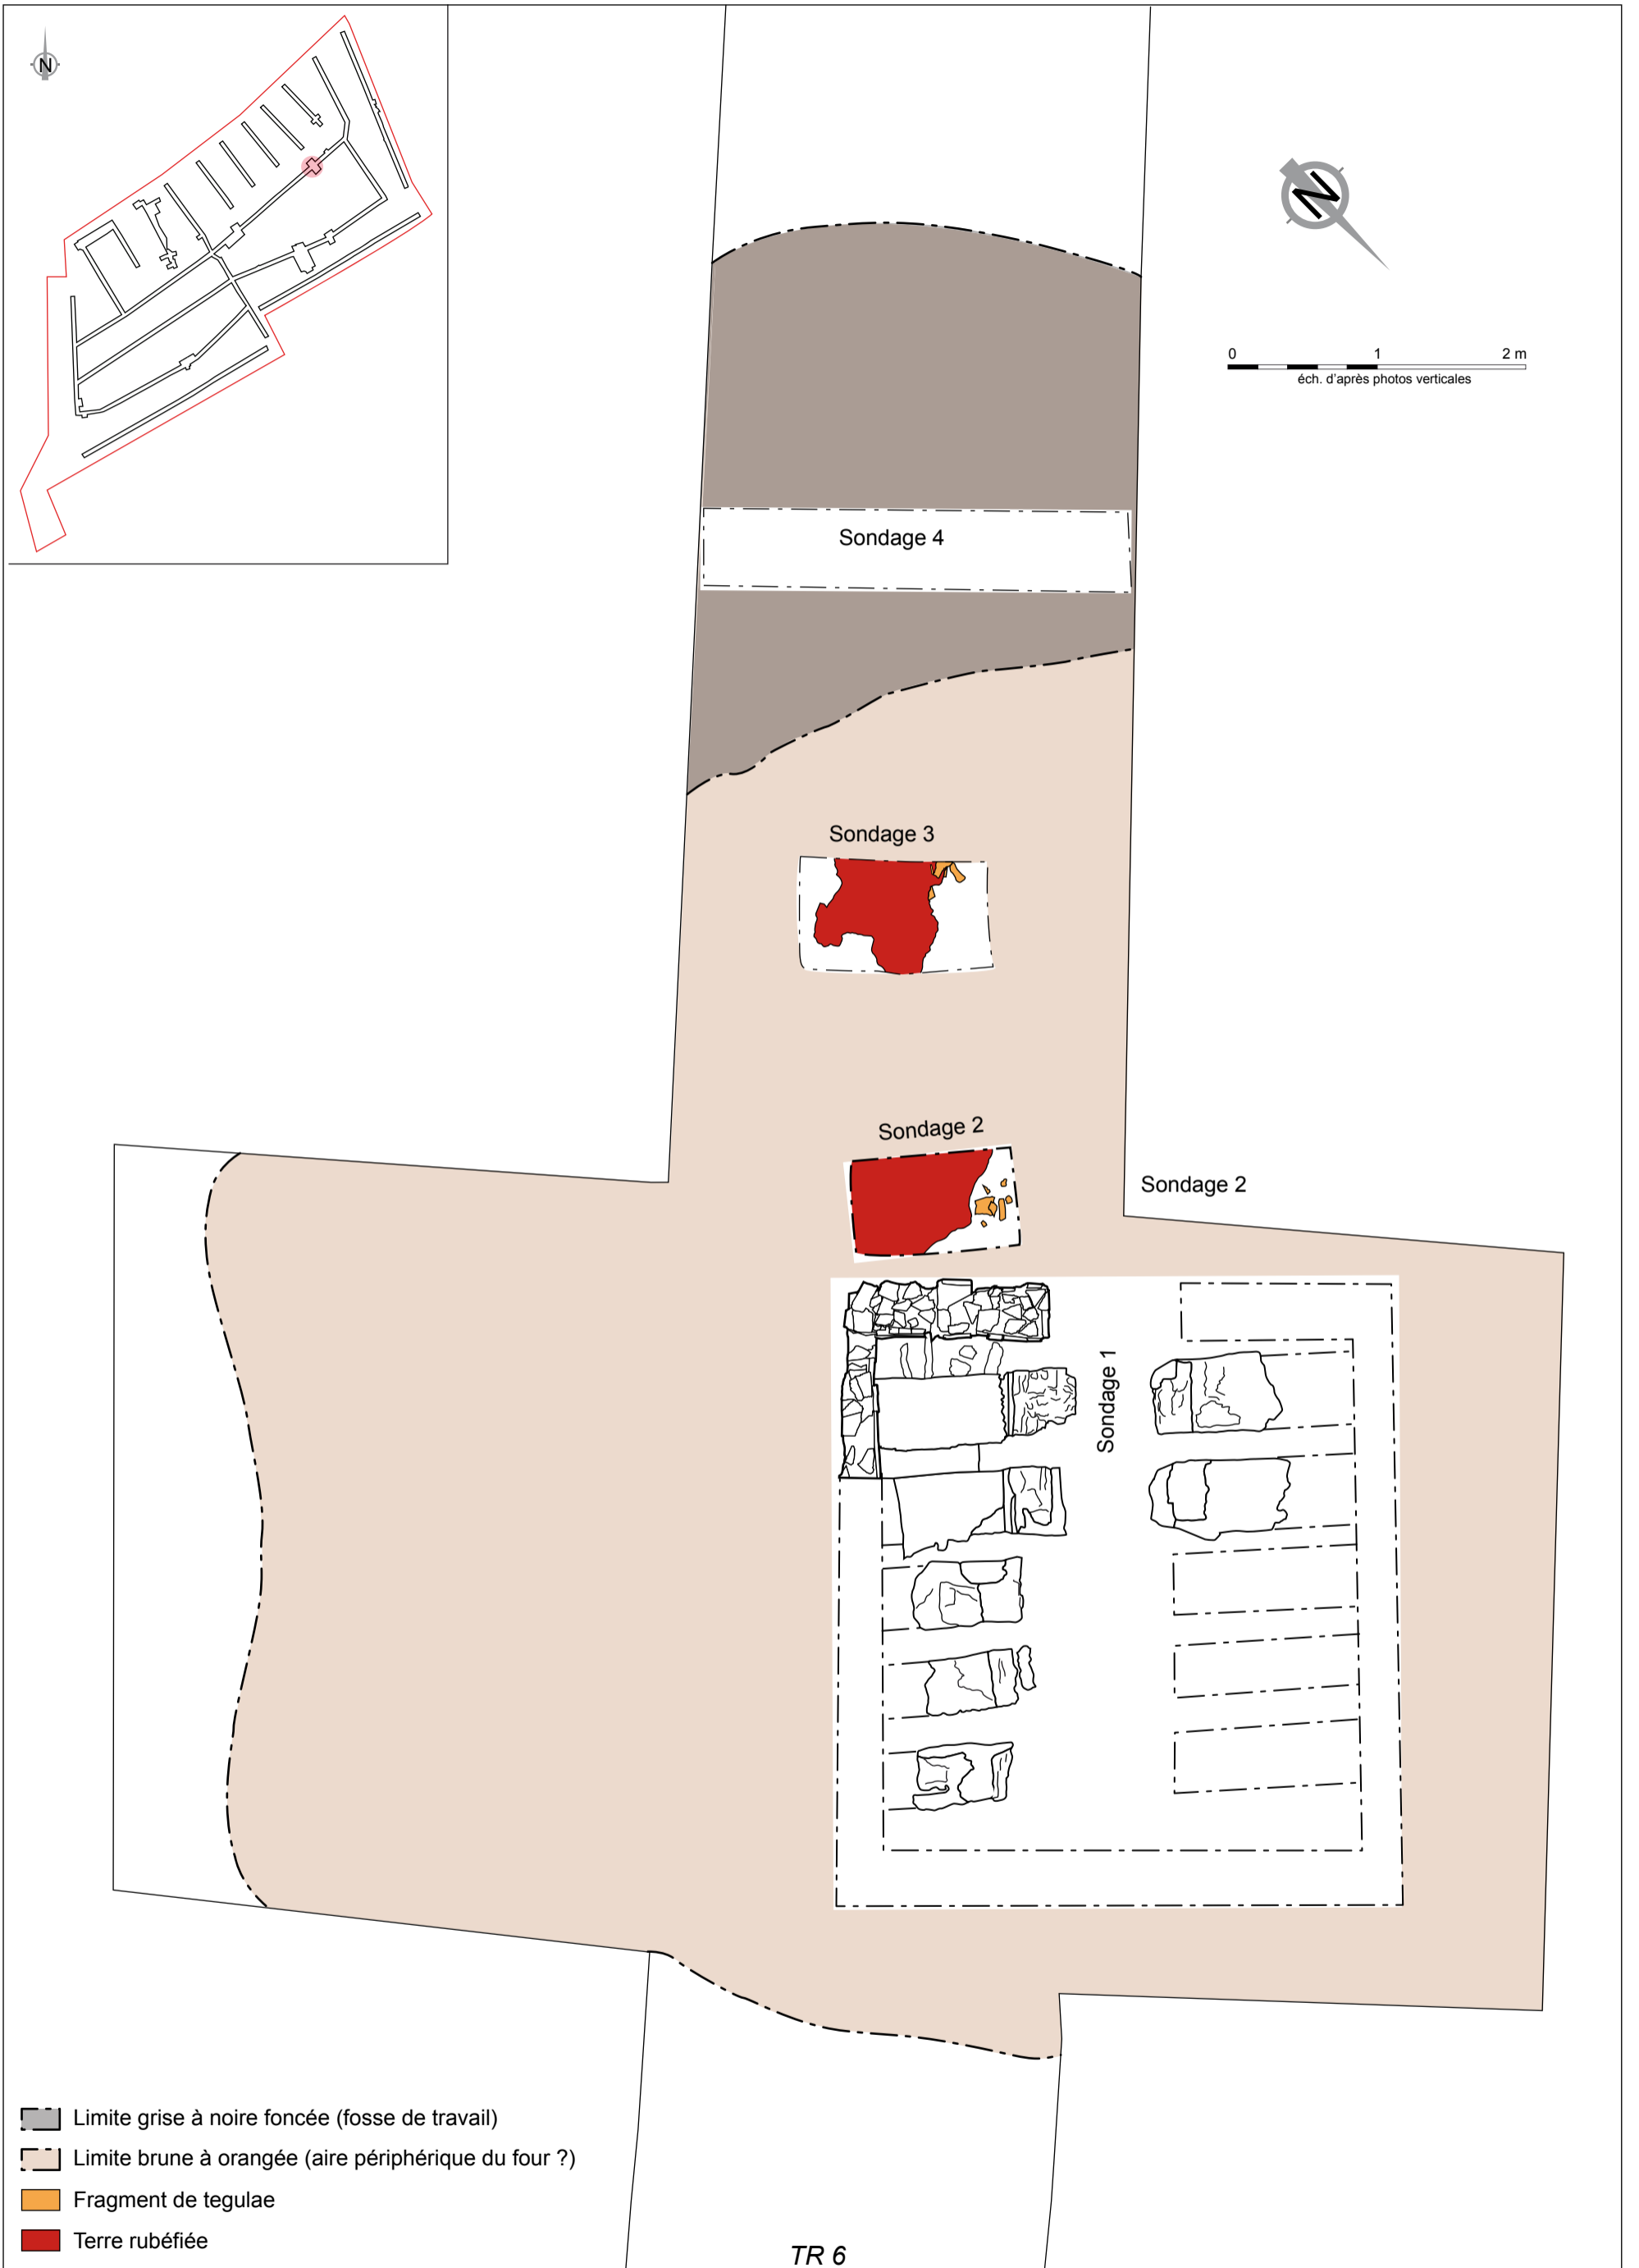 N
N
0 1 2 m
éch. d'après photos verticales
Sondage 4
Sondage 3
Sondage 2
Sondage 2
Sondage 1
Limite grise à noire foncée (fosse de travail)
Limite brune à orangée (aire périphérique du four ?)
Fragment de tegulae
Terre rubéfiée
TR 6